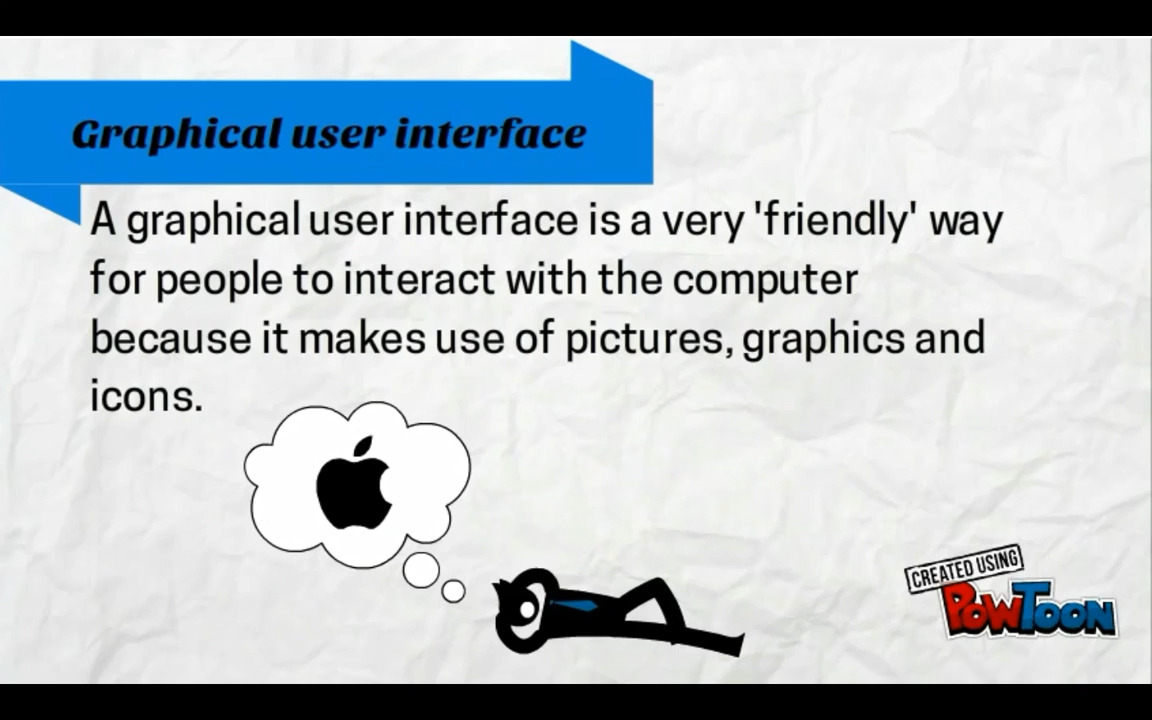 Graphical user interface
A graphical user interface is a very 'friendly' way
for people to interact with the computer
because it makes use of pictures, graphics and
icons.
CREATED USING
POWTOON